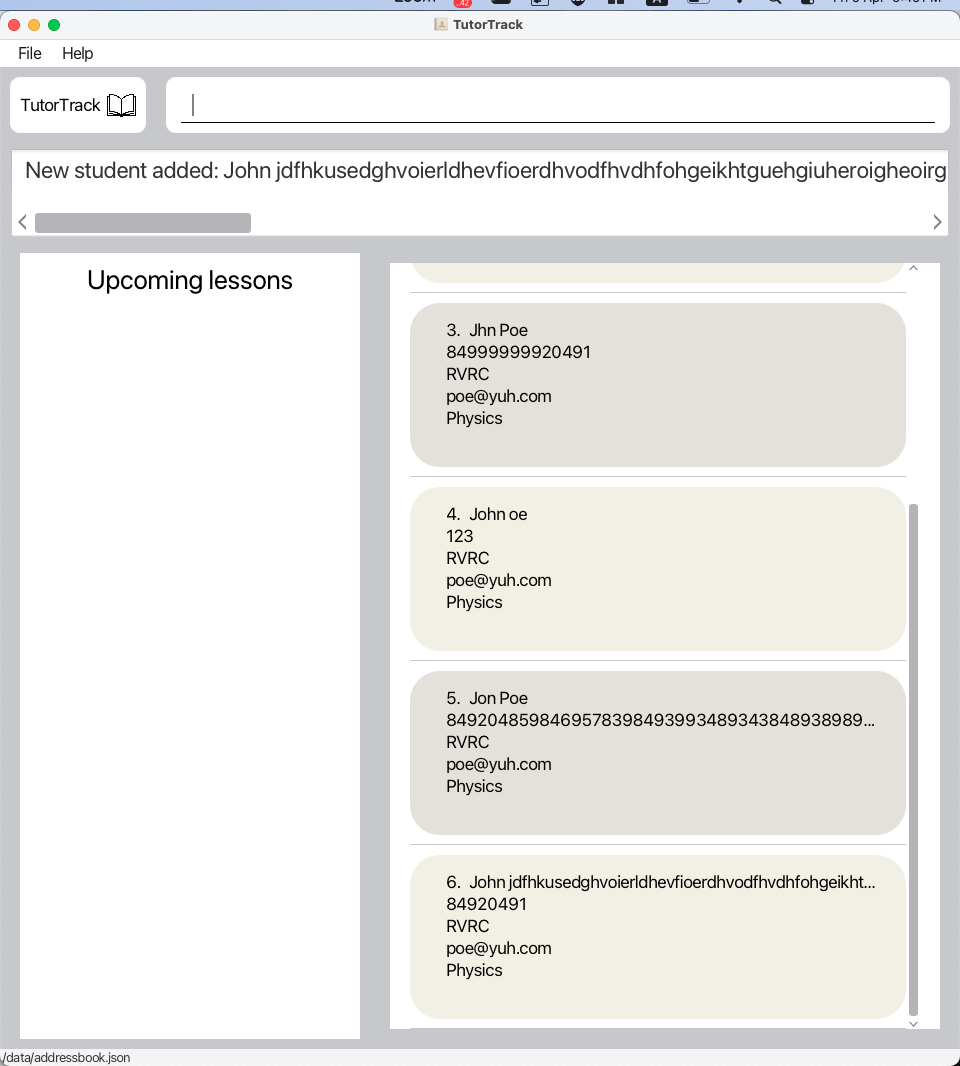 TutorTrack
File Help
TutorTrack
New student added: John jdfhkusedghvoierldhevfioerdhvodfhvdhfohgeikhtguehgiuheroigheoirg
Upcoming lessons
3. Jhn Poe
84999999920491
RVRC
poe@yuh.com
Physics
4. John oe
123
RVRC
poe@yuh.com
Physics
5. Jon Poe
849204859846957839849399348934384893898​9...
RVRC
poe@yuh.com
Physics
6. John jdfhkusedghvoierldhevfioerdhvodfhvdhfohgeikht...
84920491
RVRC
poe@yuh.com
Physics
/data/addressbook.json